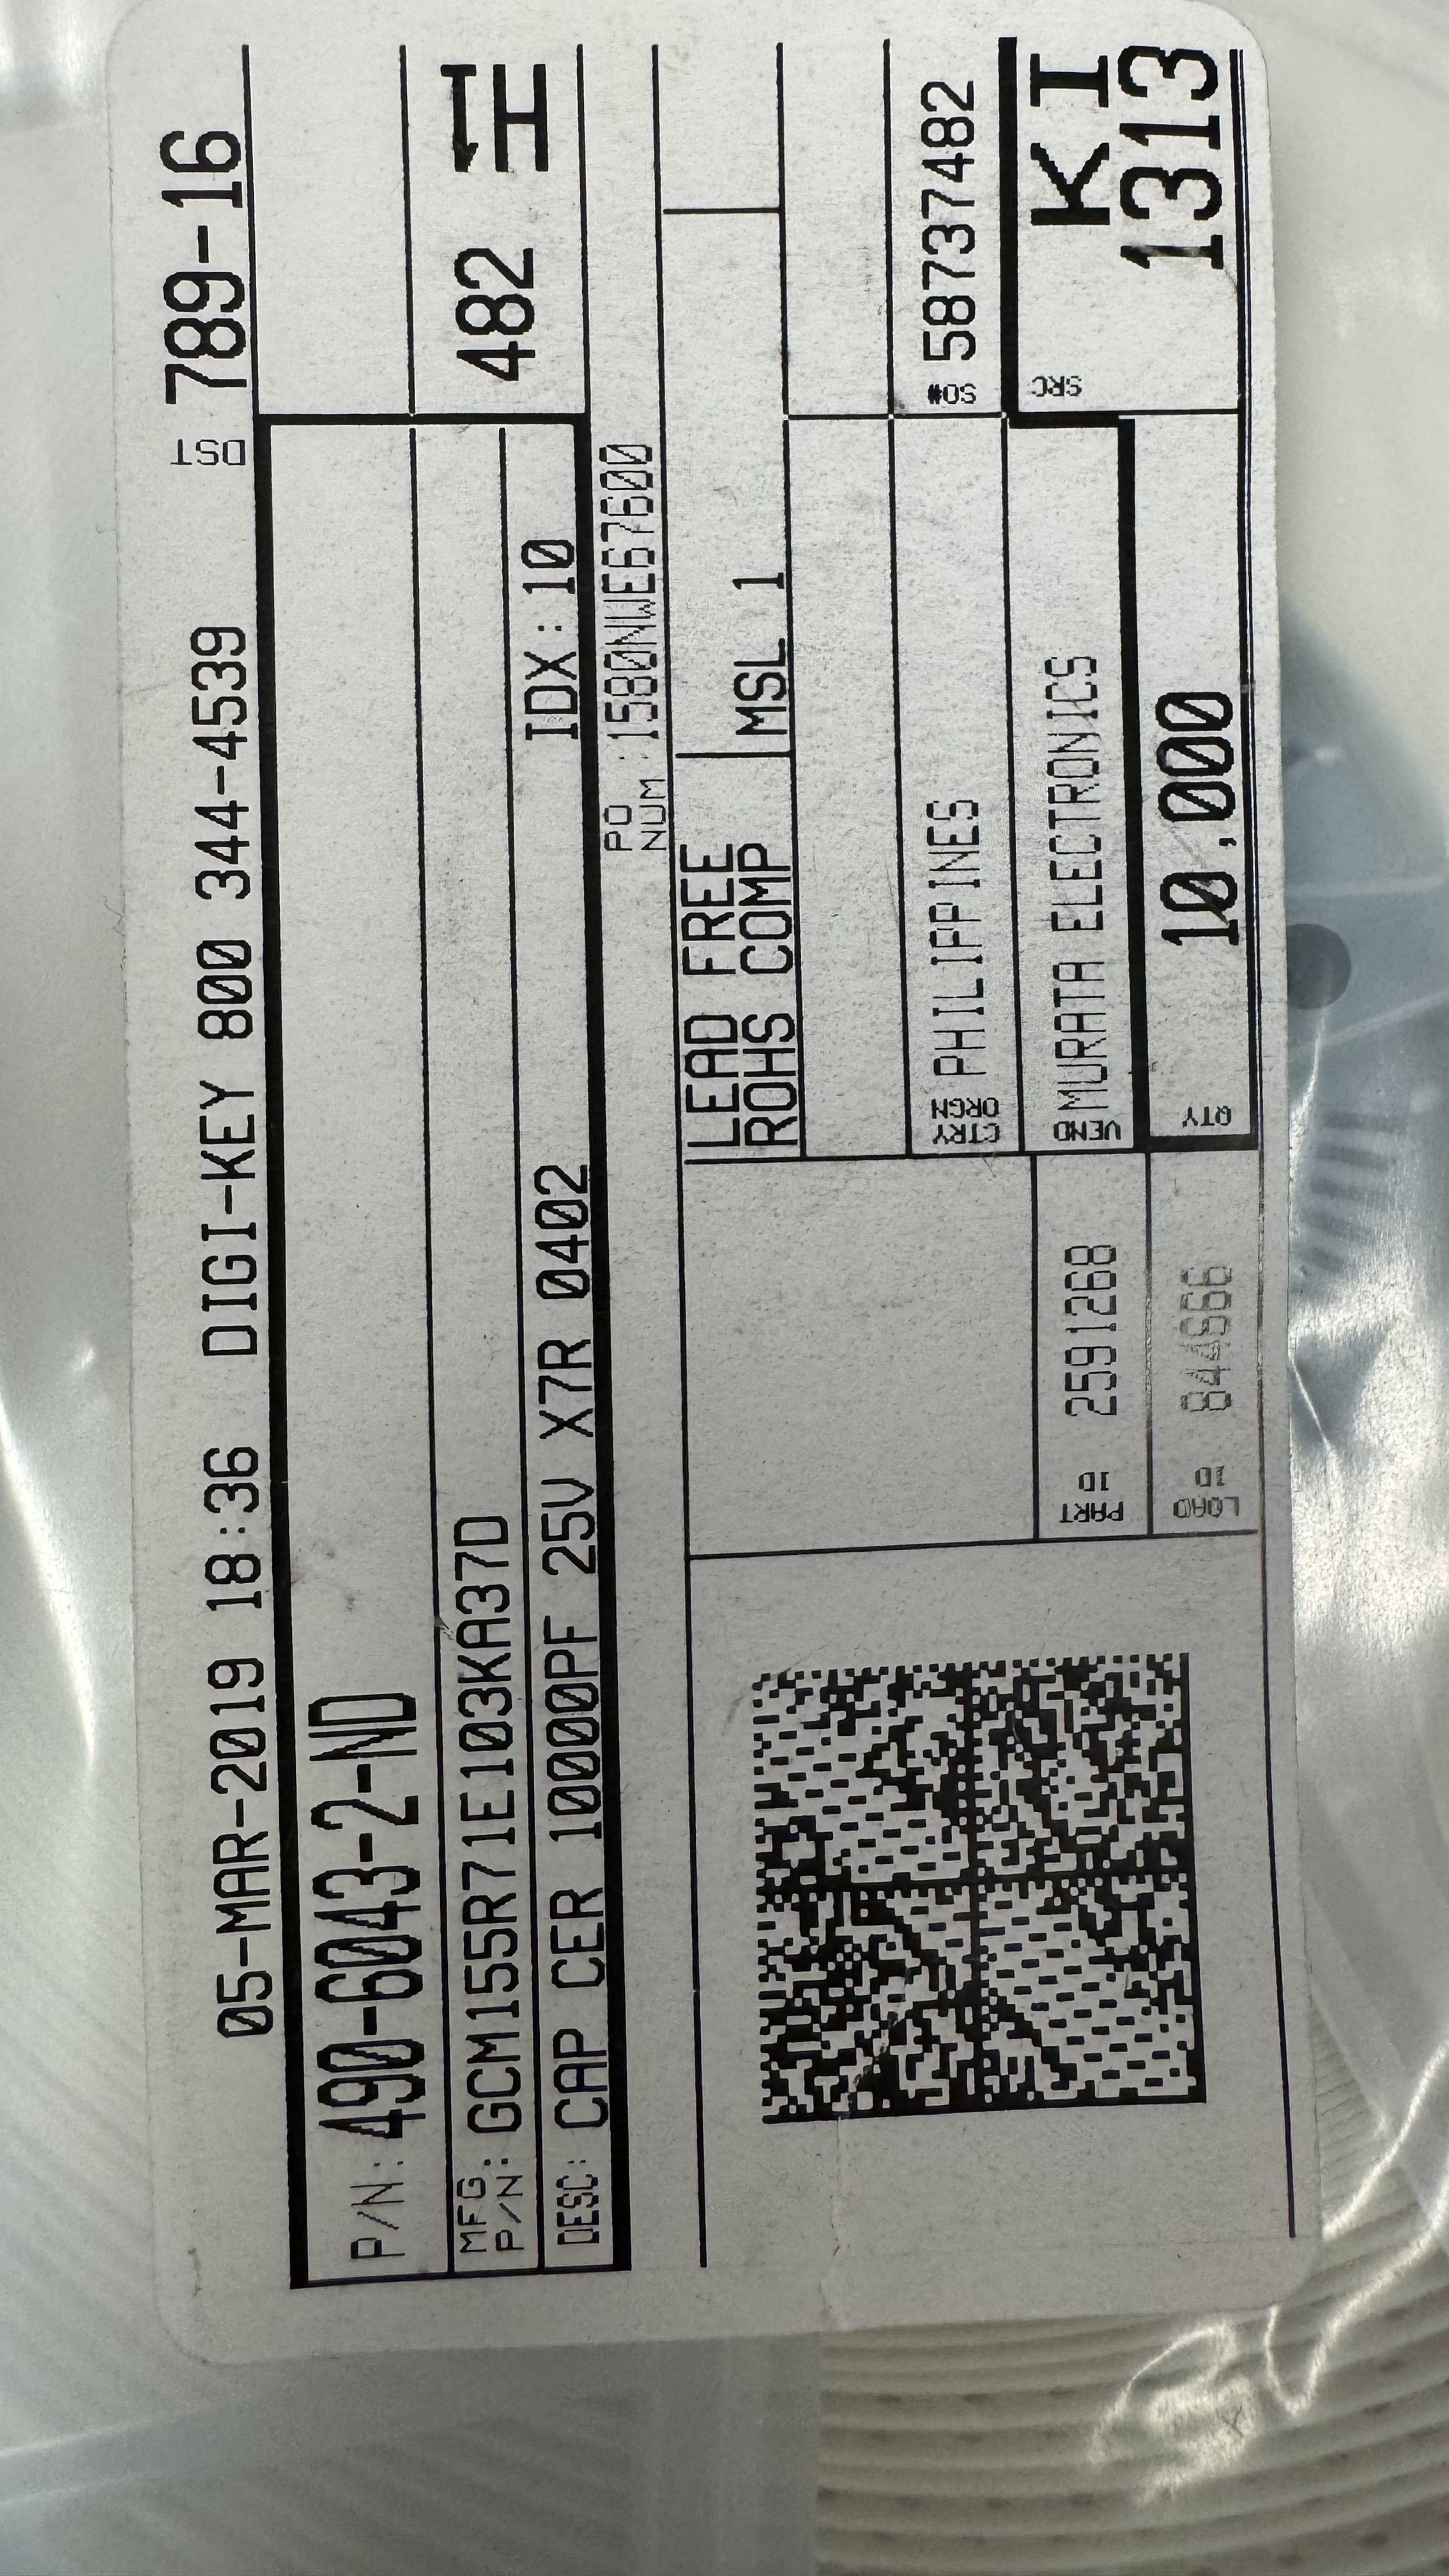 05-MAR-2019 18:36 DIGI-KEY 800 344-4539 DST 789-16
P/N: 490-6043-2-ND
MFG P/N: GCM155R71E103KA37D
482 TH
DESC: CAP CER 10000PF 25V X7R 0402 IDX:10
PO NUM: 1580NWE67600
LEAD FREE
ROHS COMP
MSL 1
CTRY ORGN PHILIPPINES
SO# 58737482
PART ID 2591268
VEND MURATA ELECTRONICS
SRC KI
1313
LOAD ID
QTY 10,000